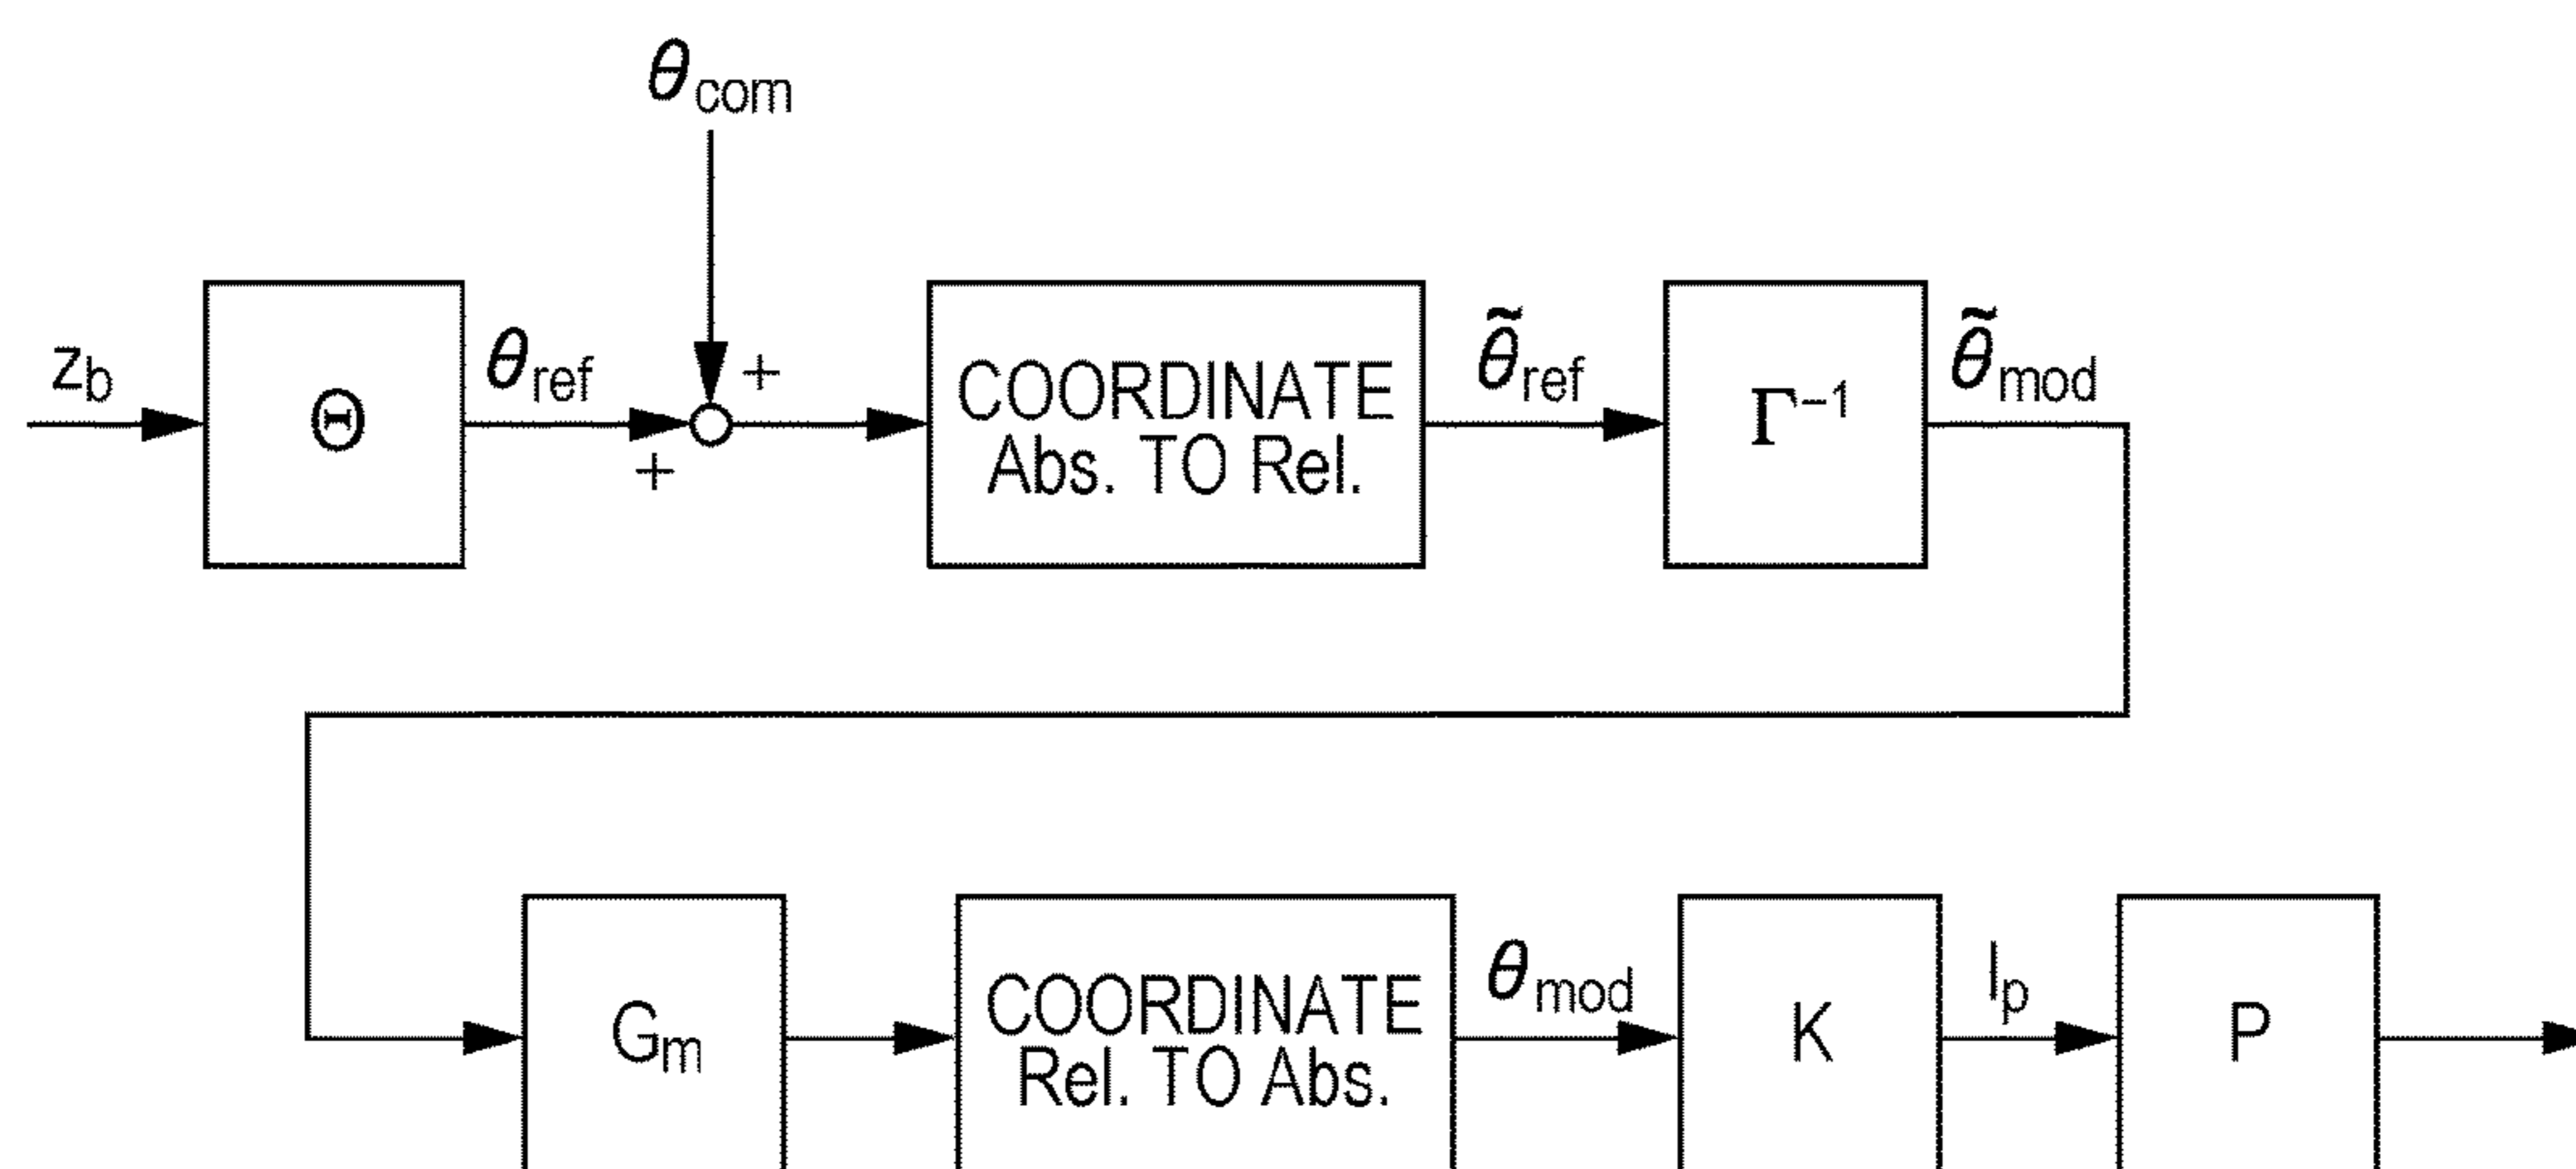 θcom
zb
Θ
θref
+
+
COORDINATE
Abs. TO Rel.
θ̃ref
Γ⁻¹
θ̃mod
Gm
COORDINATE
Rel. TO Abs.
θmod
K
Ip
P